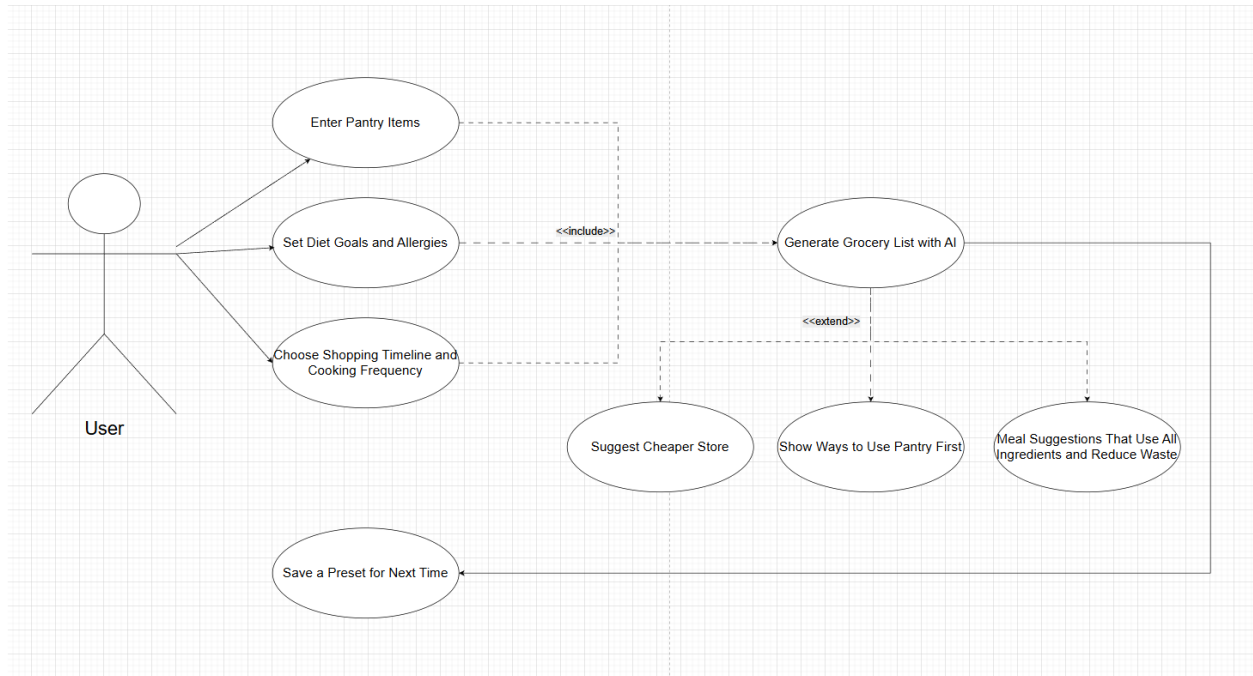 Enter Pantry Items
Set Diet Goals and Allergies
<<include>>
Generate Grocery List with AI
Choose Shopping Timeline and
Cooking Frequency
<<extend>>
User
Suggest Cheaper Store
Show Ways to Use Pantry First
Meal Suggestions That Use All
Ingredients and Reduce Waste
Save a Preset for Next Time